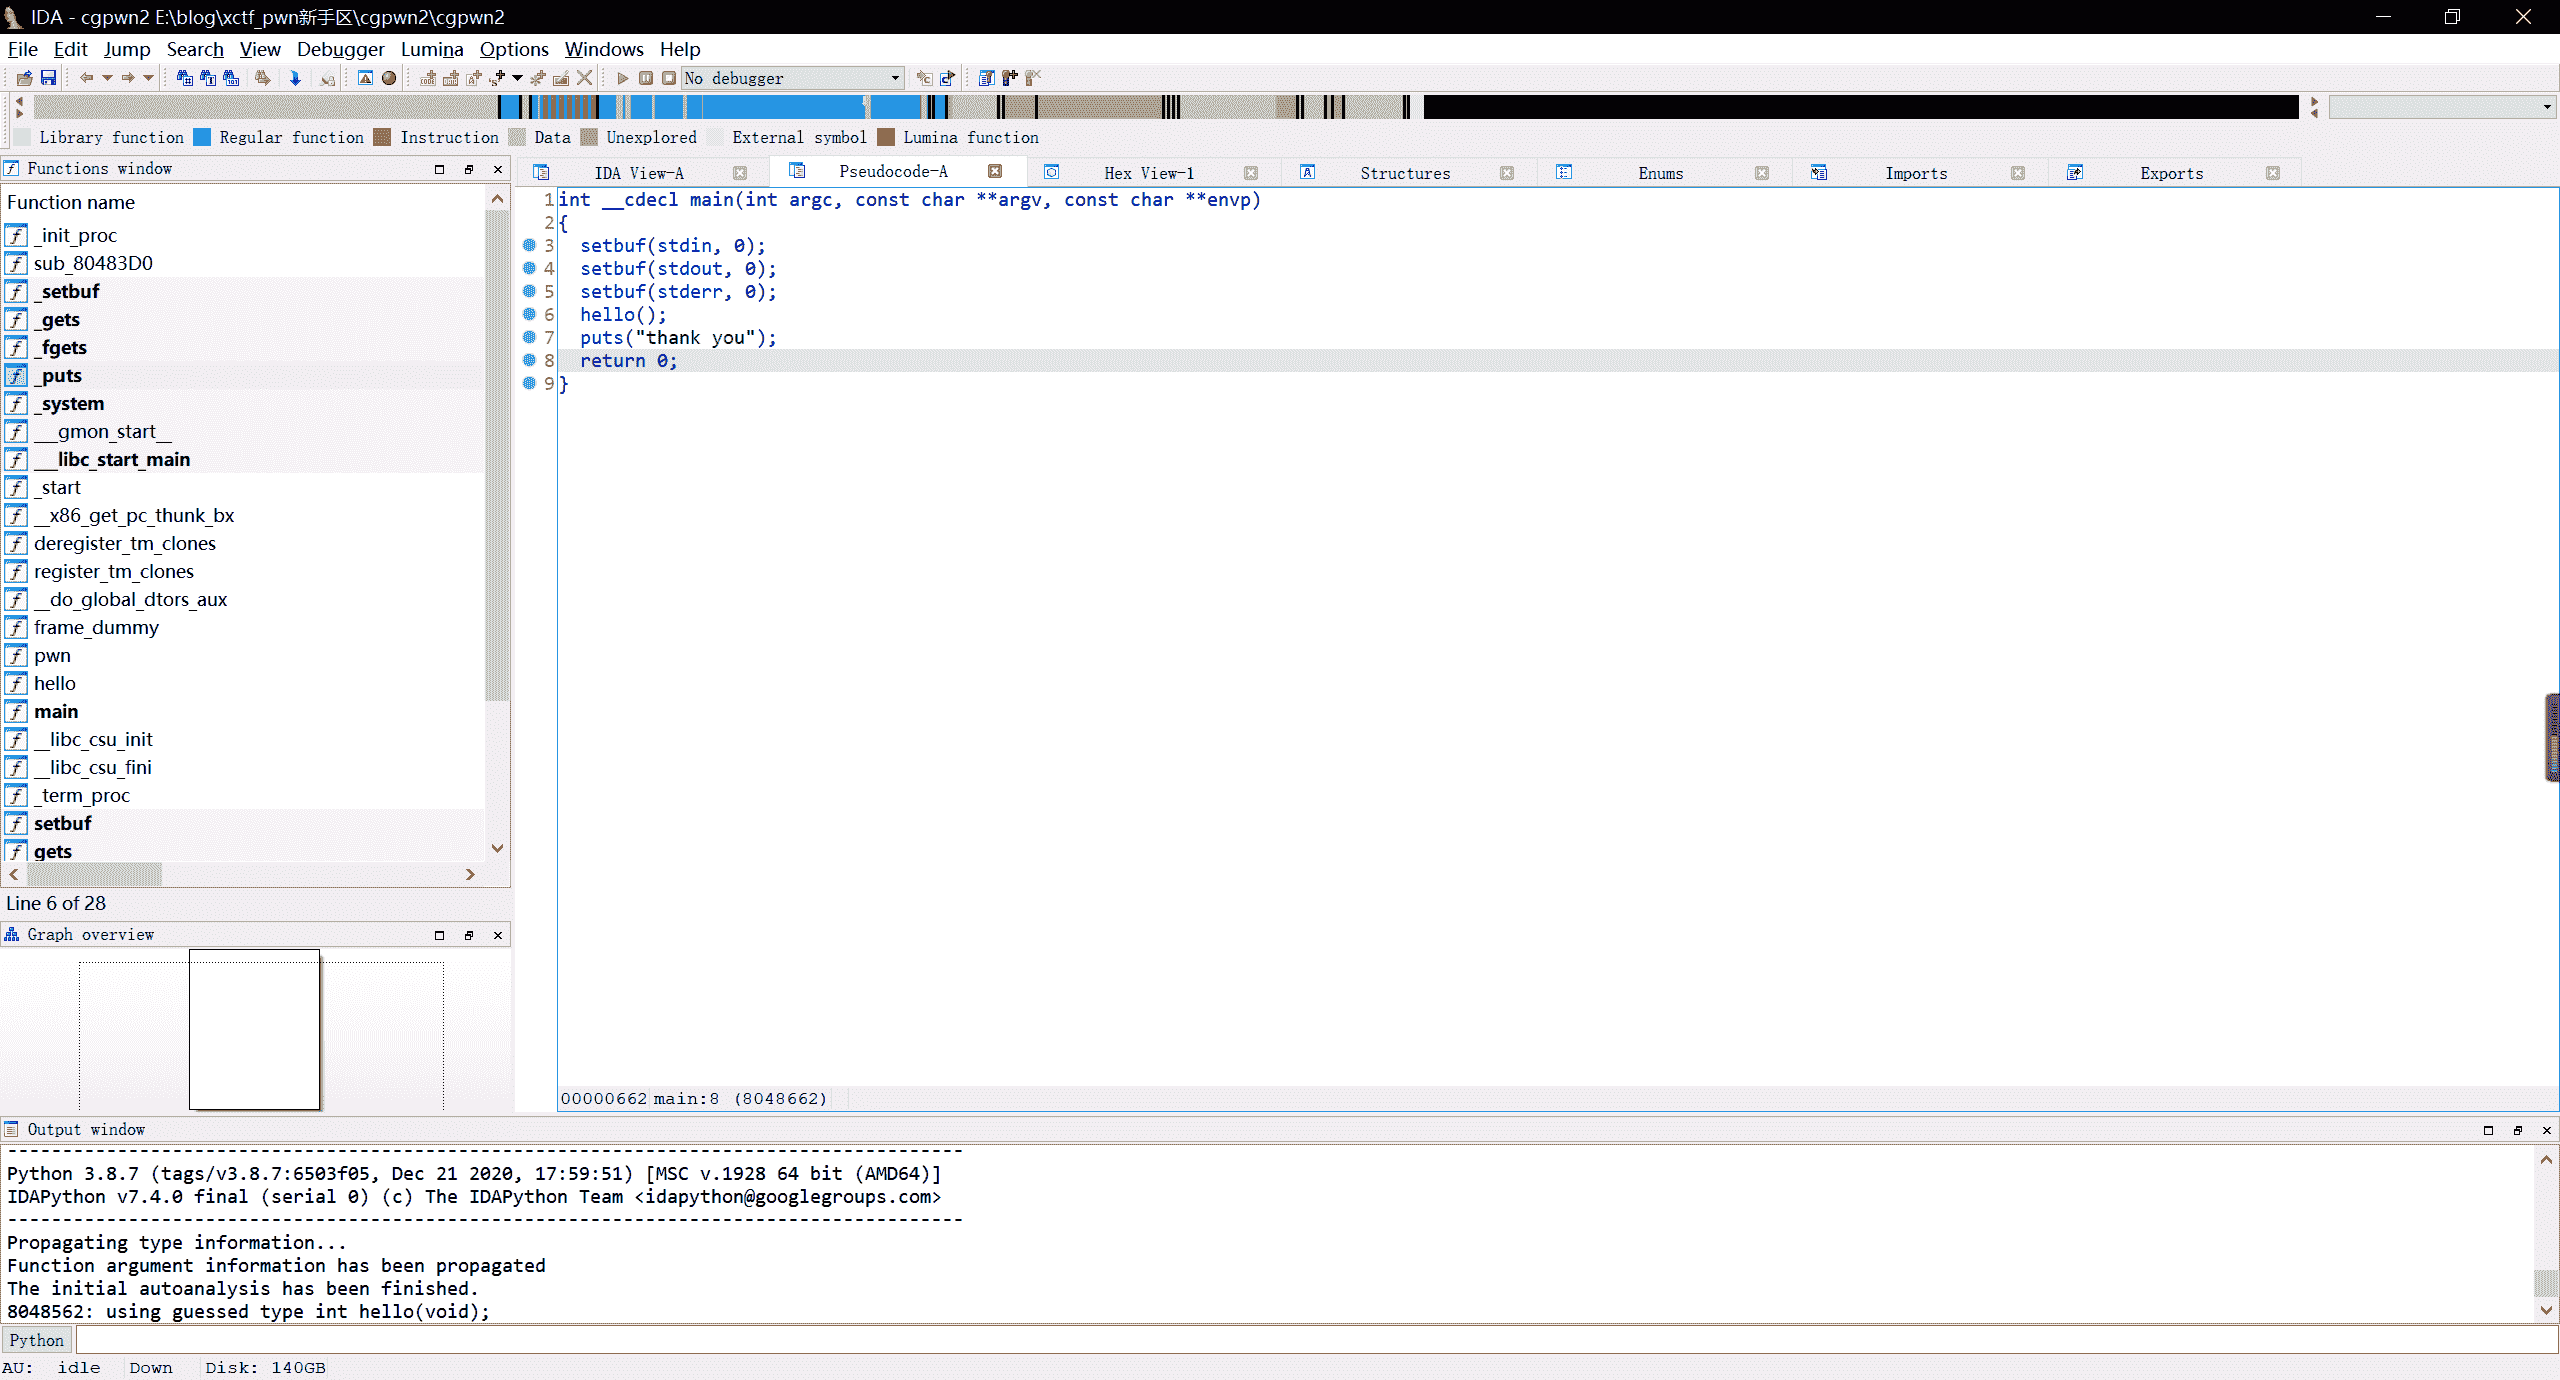 IDA - cgpwn2 E:\blog\xctf_pwn新手区\cgpwn2\cgpwn2
File Edit Jump Search View Debugger Lumina Options Windows Help
No debugger
Library function Regular function Instruction Data Unexplored External symbol Lumina function
Functions window
IDA View-A Pseudocode-A Hex View-1 Structures Enums Imports Exports
Function name
_init_proc
sub_80483D0
_setbuf
_gets
_fgets
_puts
_system
__gmon_start__
___libc_start_main
_start
__x86_get_pc_thunk_bx
deregister_tm_clones
register_tm_clones
__do_global_dtors_aux
frame_dummy
pwn
hello
main
__libc_csu_init
__libc_csu_fini
_term_proc
setbuf
gets
Line 6 of 28
Graph overview
1 int __cdecl main(int argc, const char **argv, const char **envp)
2 {
3 setbuf(stdin, 0);
4 setbuf(stdout, 0);
5 setbuf(stderr, 0);
6 hello();
7 puts("thank you");
8 return 0;
9 }
00000662 main:8 (8048662)
Output window
---------------------------------------------------------------------------------------
Python 3.8.7 (tags/v3.8.7:6503f05, Dec 21 2020, 17:59:51) [MSC v.1928 64 bit (AMD64)]
IDAPython v7.4.0 final (serial 0) (c) The IDAPython Team <idapython@googlegroups.com>
---------------------------------------------------------------------------------------
Propagating type information...
Function argument information has been propagated
The initial autoanalysis has been finished.
8048562: using guessed type int hello(void);
Python
AU: idle Down Disk: 140GB